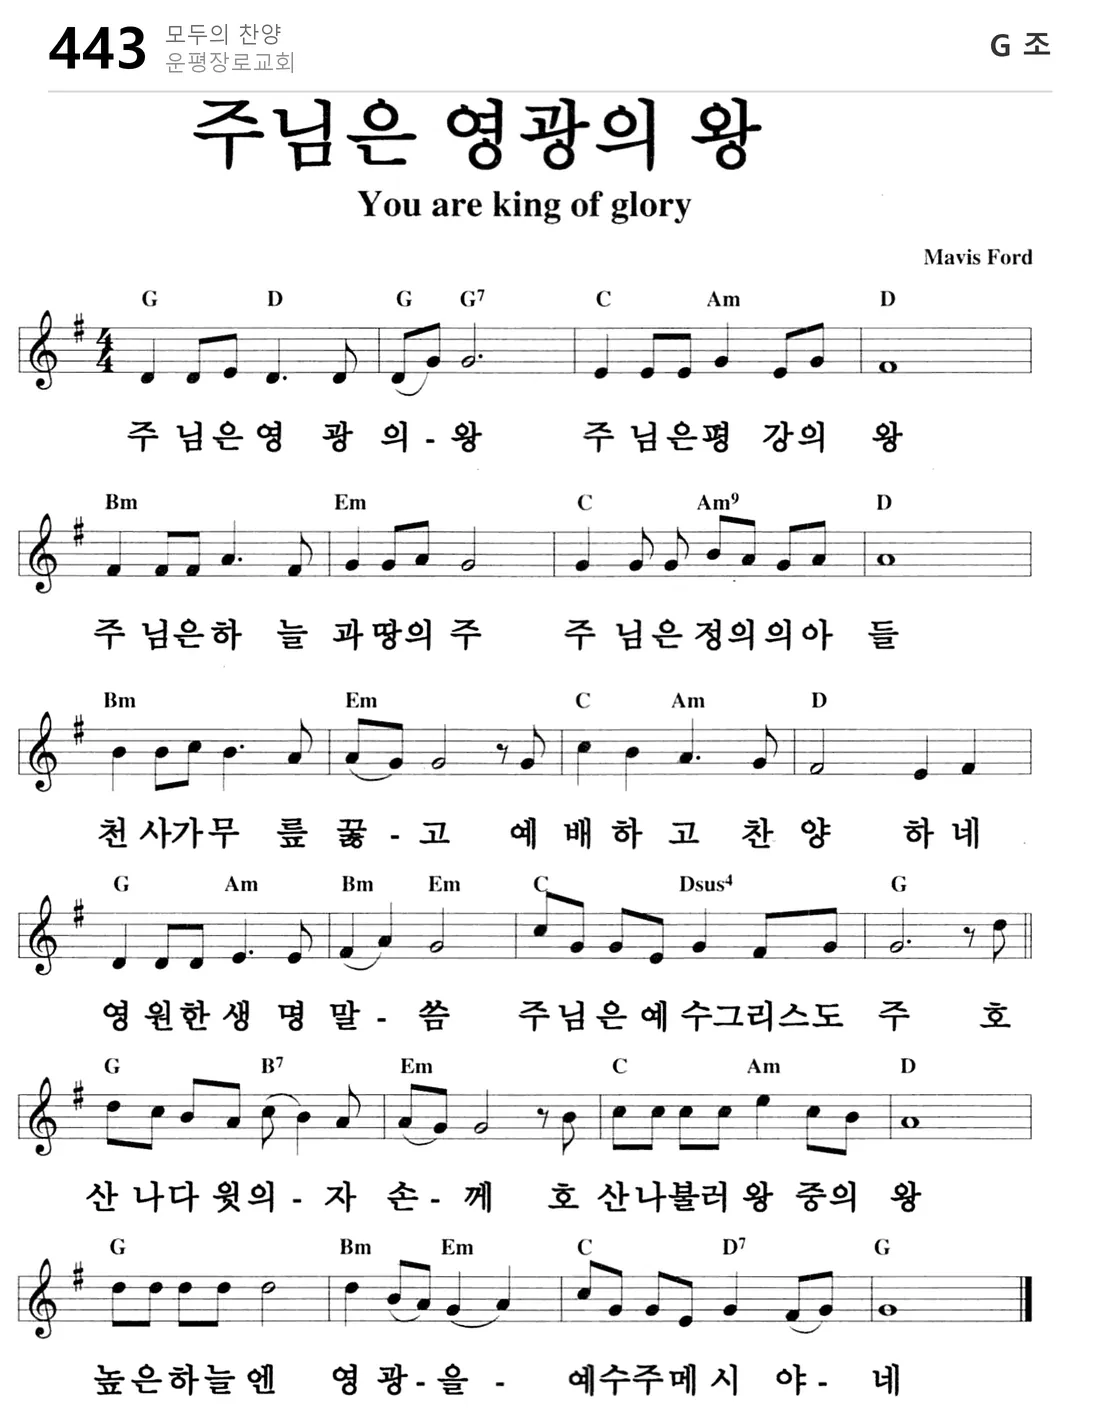 443 모두의 찬양 G 조
운평장로교회
주님은 영광의 왕
You are king of glory
Mavis Ford
G D G G7 C Am D
4/4
주 님은 영 광 의 - 왕 주 님은평 강의 왕
Bm Em C Am9 D
주 님은하 늘 과땅의 주 주 님은 정의의아 들
Bm Em C Am D
천 사가무 릎 꿇 - 고 예 배 하 고 찬 양 하 네
G Am Bm Em C Dsus4 G
영 원한 생 명 말 - 씀 주님은 예 수그리스도 주 호
G B7 Em C Am D
산 나다 윗의 - 자 손 - 께 호 산나불러 왕 중의 왕
G Bm Em C D7 G
높은하늘 엔 영 광 - 을 - 예수주메 시 야 - 네